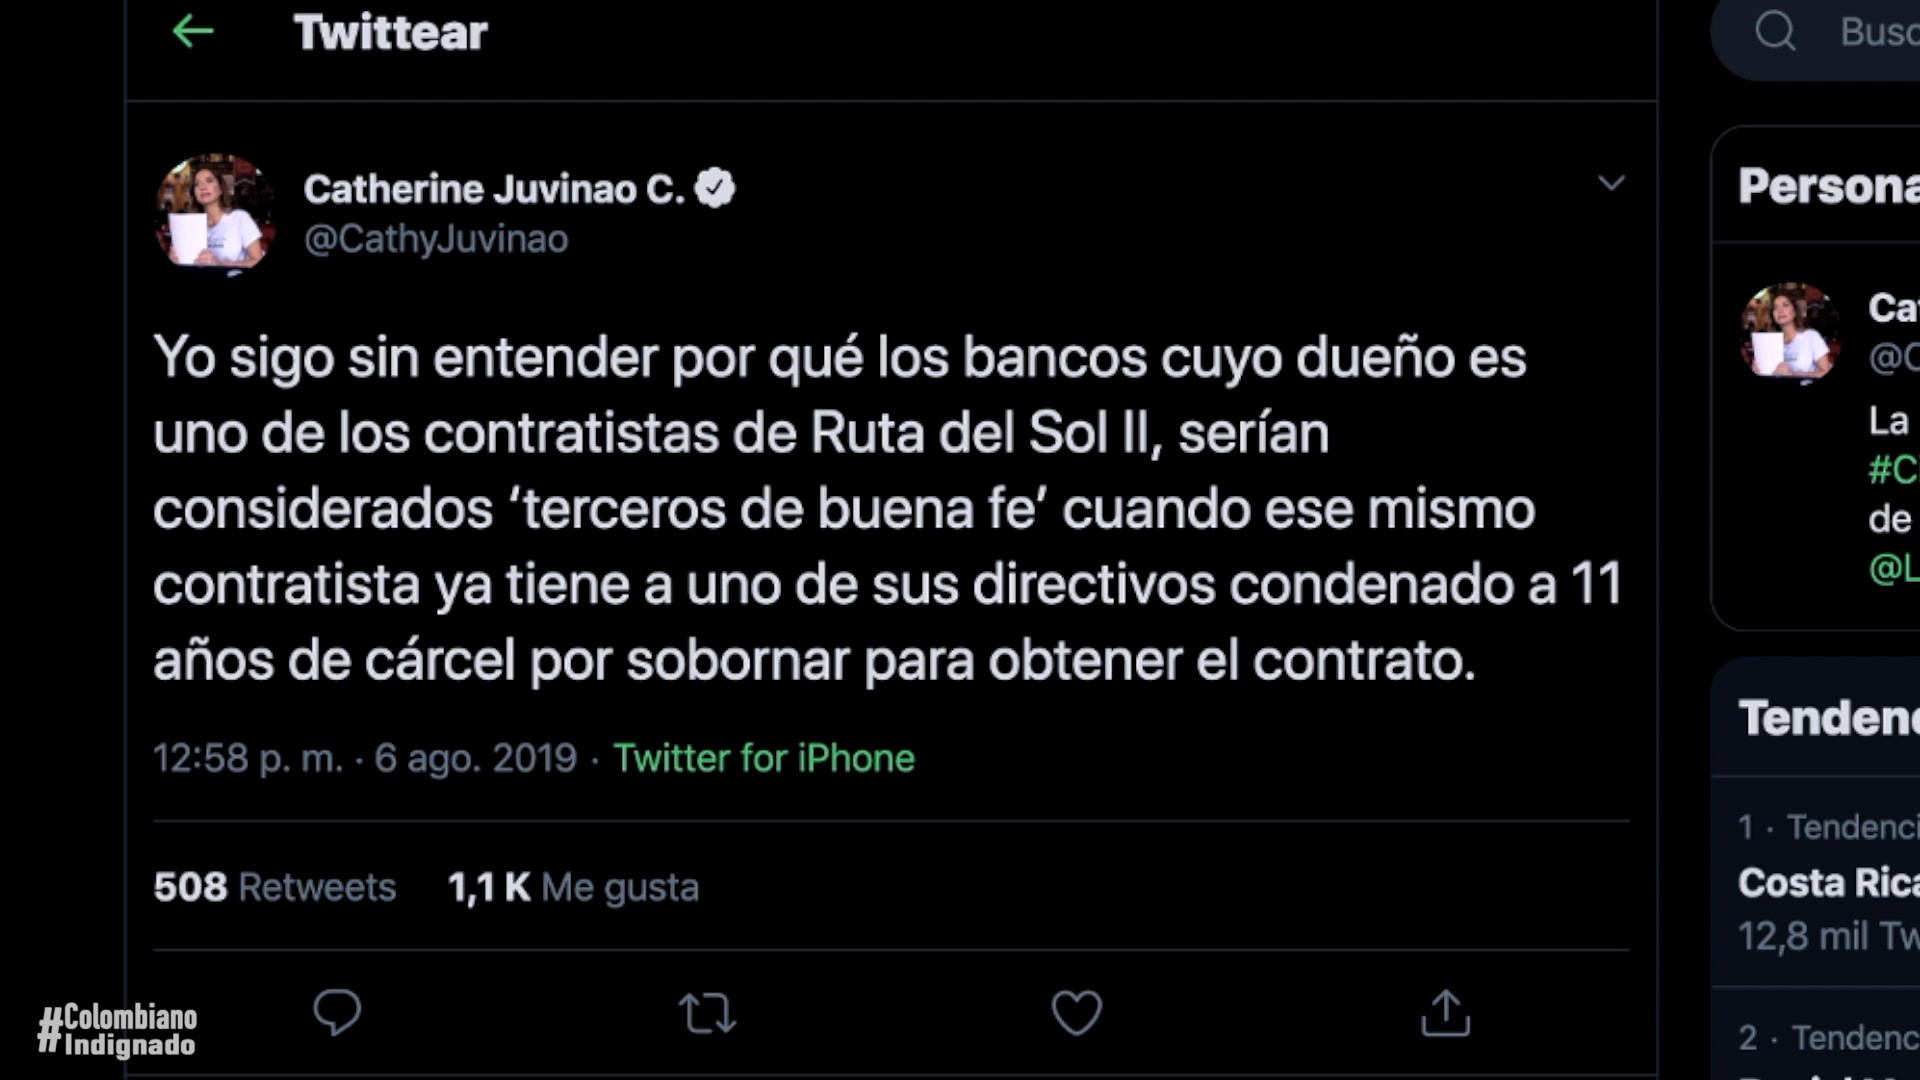 Twittear
Busc
Catherine Juvinao C.
@CathyJuvinao
Yo sigo sin entender por qué los bancos cuyo dueño es
uno de los contratistas de Ruta del Sol II, serían
considerados ‘terceros de buena fe’ cuando ese mismo
contratista ya tiene a uno de sus directivos condenado a 11
años de cárcel por sobornar para obtener el contrato.
12:58 p. m. · 6 ago. 2019 · Twitter for iPhone
508 Retweets 1,1 K Me gusta
Persona
Cat
@C
La
#C
de
@L
Tendenc
1 · Tendenci
Costa Rica
12,8 mil Tw
2 · Tendenc
#Colombiano
Indignado